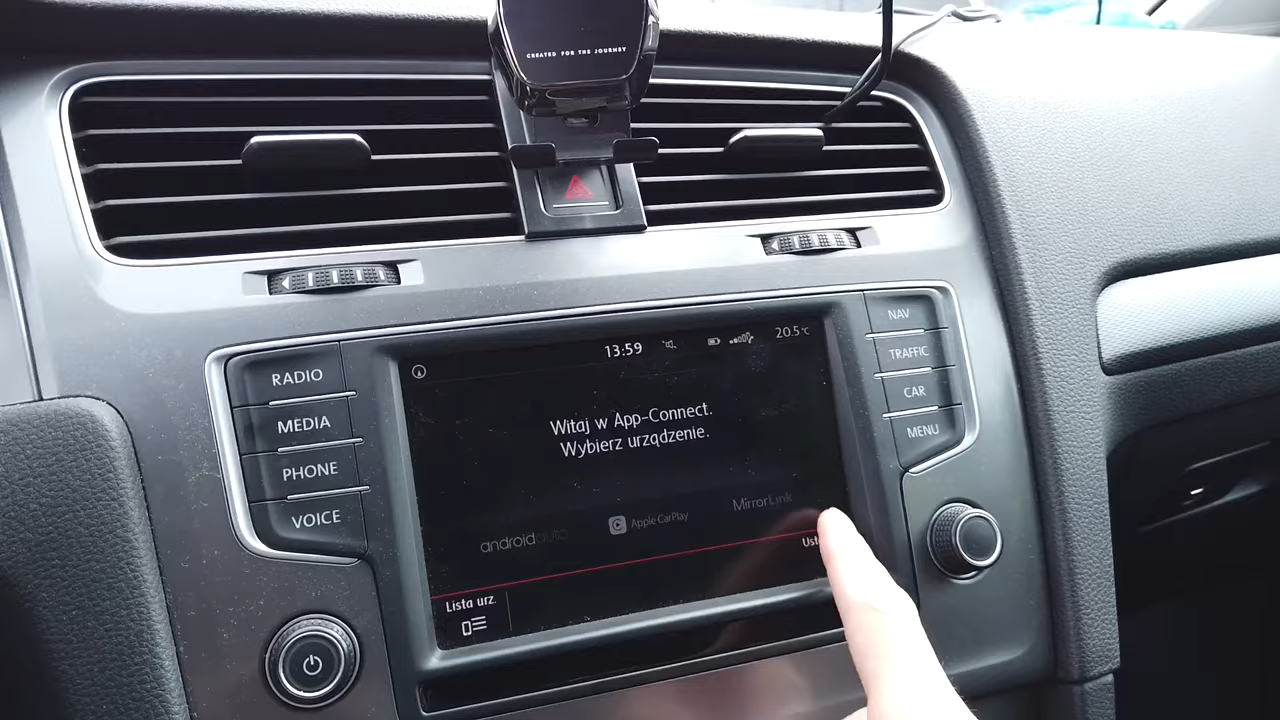 CREATED FOR THE JOURNEY
NAV
TRAFFIC
CAR
MENU
RADIO
MEDIA
PHONE
VOICE
13:59
20.5°C
Witaj w App-Connect.
Wybierz urządzenie.
androidauto
Apple CarPlay
MirrorLink
Lista urz.